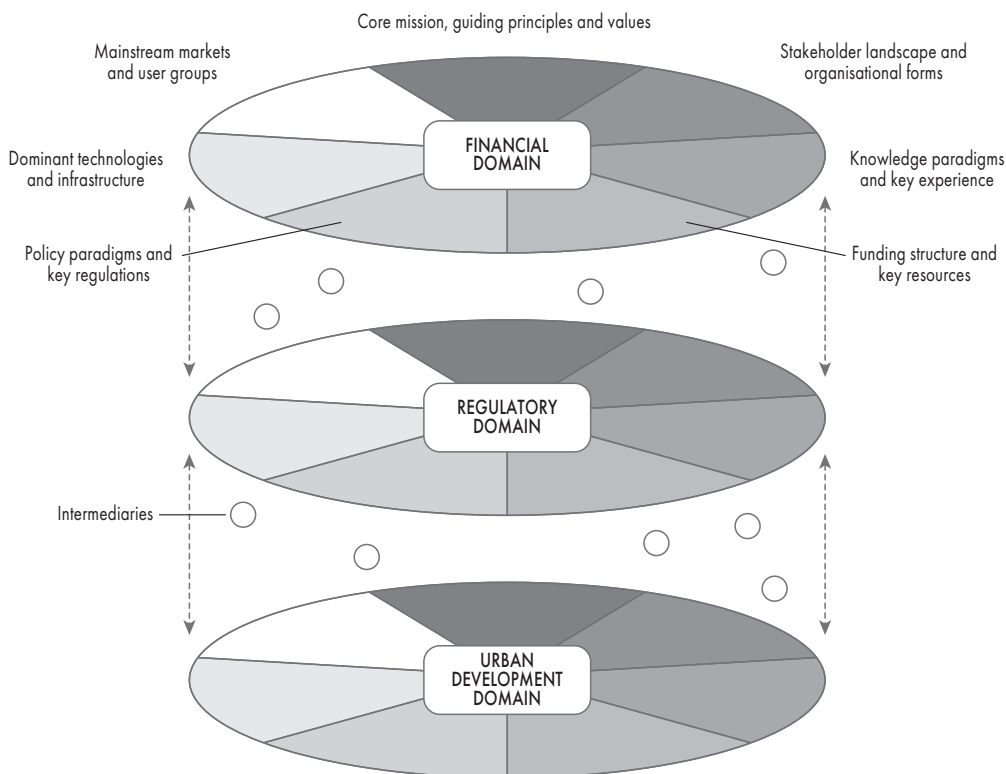 Core mission, guiding principles and values
Mainstream markets
and user groups
Stakeholder landscape and
organisational forms
FINANCIAL
DOMAIN
Dominant technologies
and infrastructure
Knowledge paradigms
and key experience
Policy paradigms and
key regulations
Funding structure and
key resources
REGULATORY
DOMAIN
Intermediaries
URBAN
DEVELOPMENT
DOMAIN